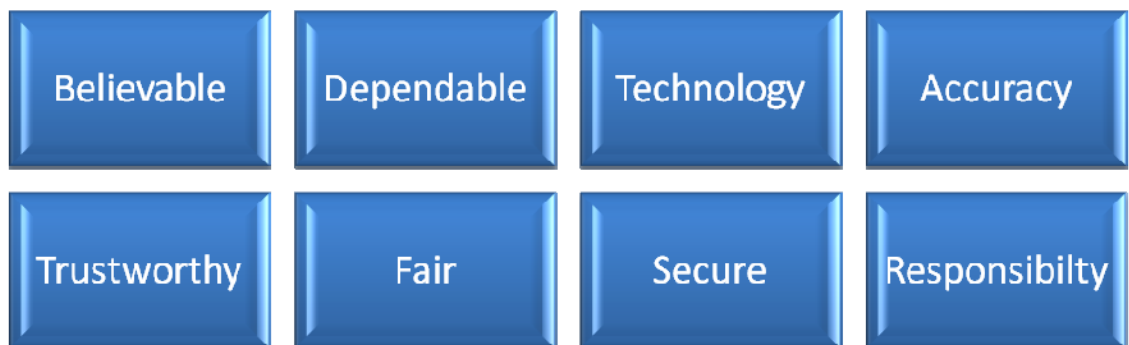 Believable
Dependable
Technology
Accuracy
Trustworthy
Fair
Secure
Responsibilty